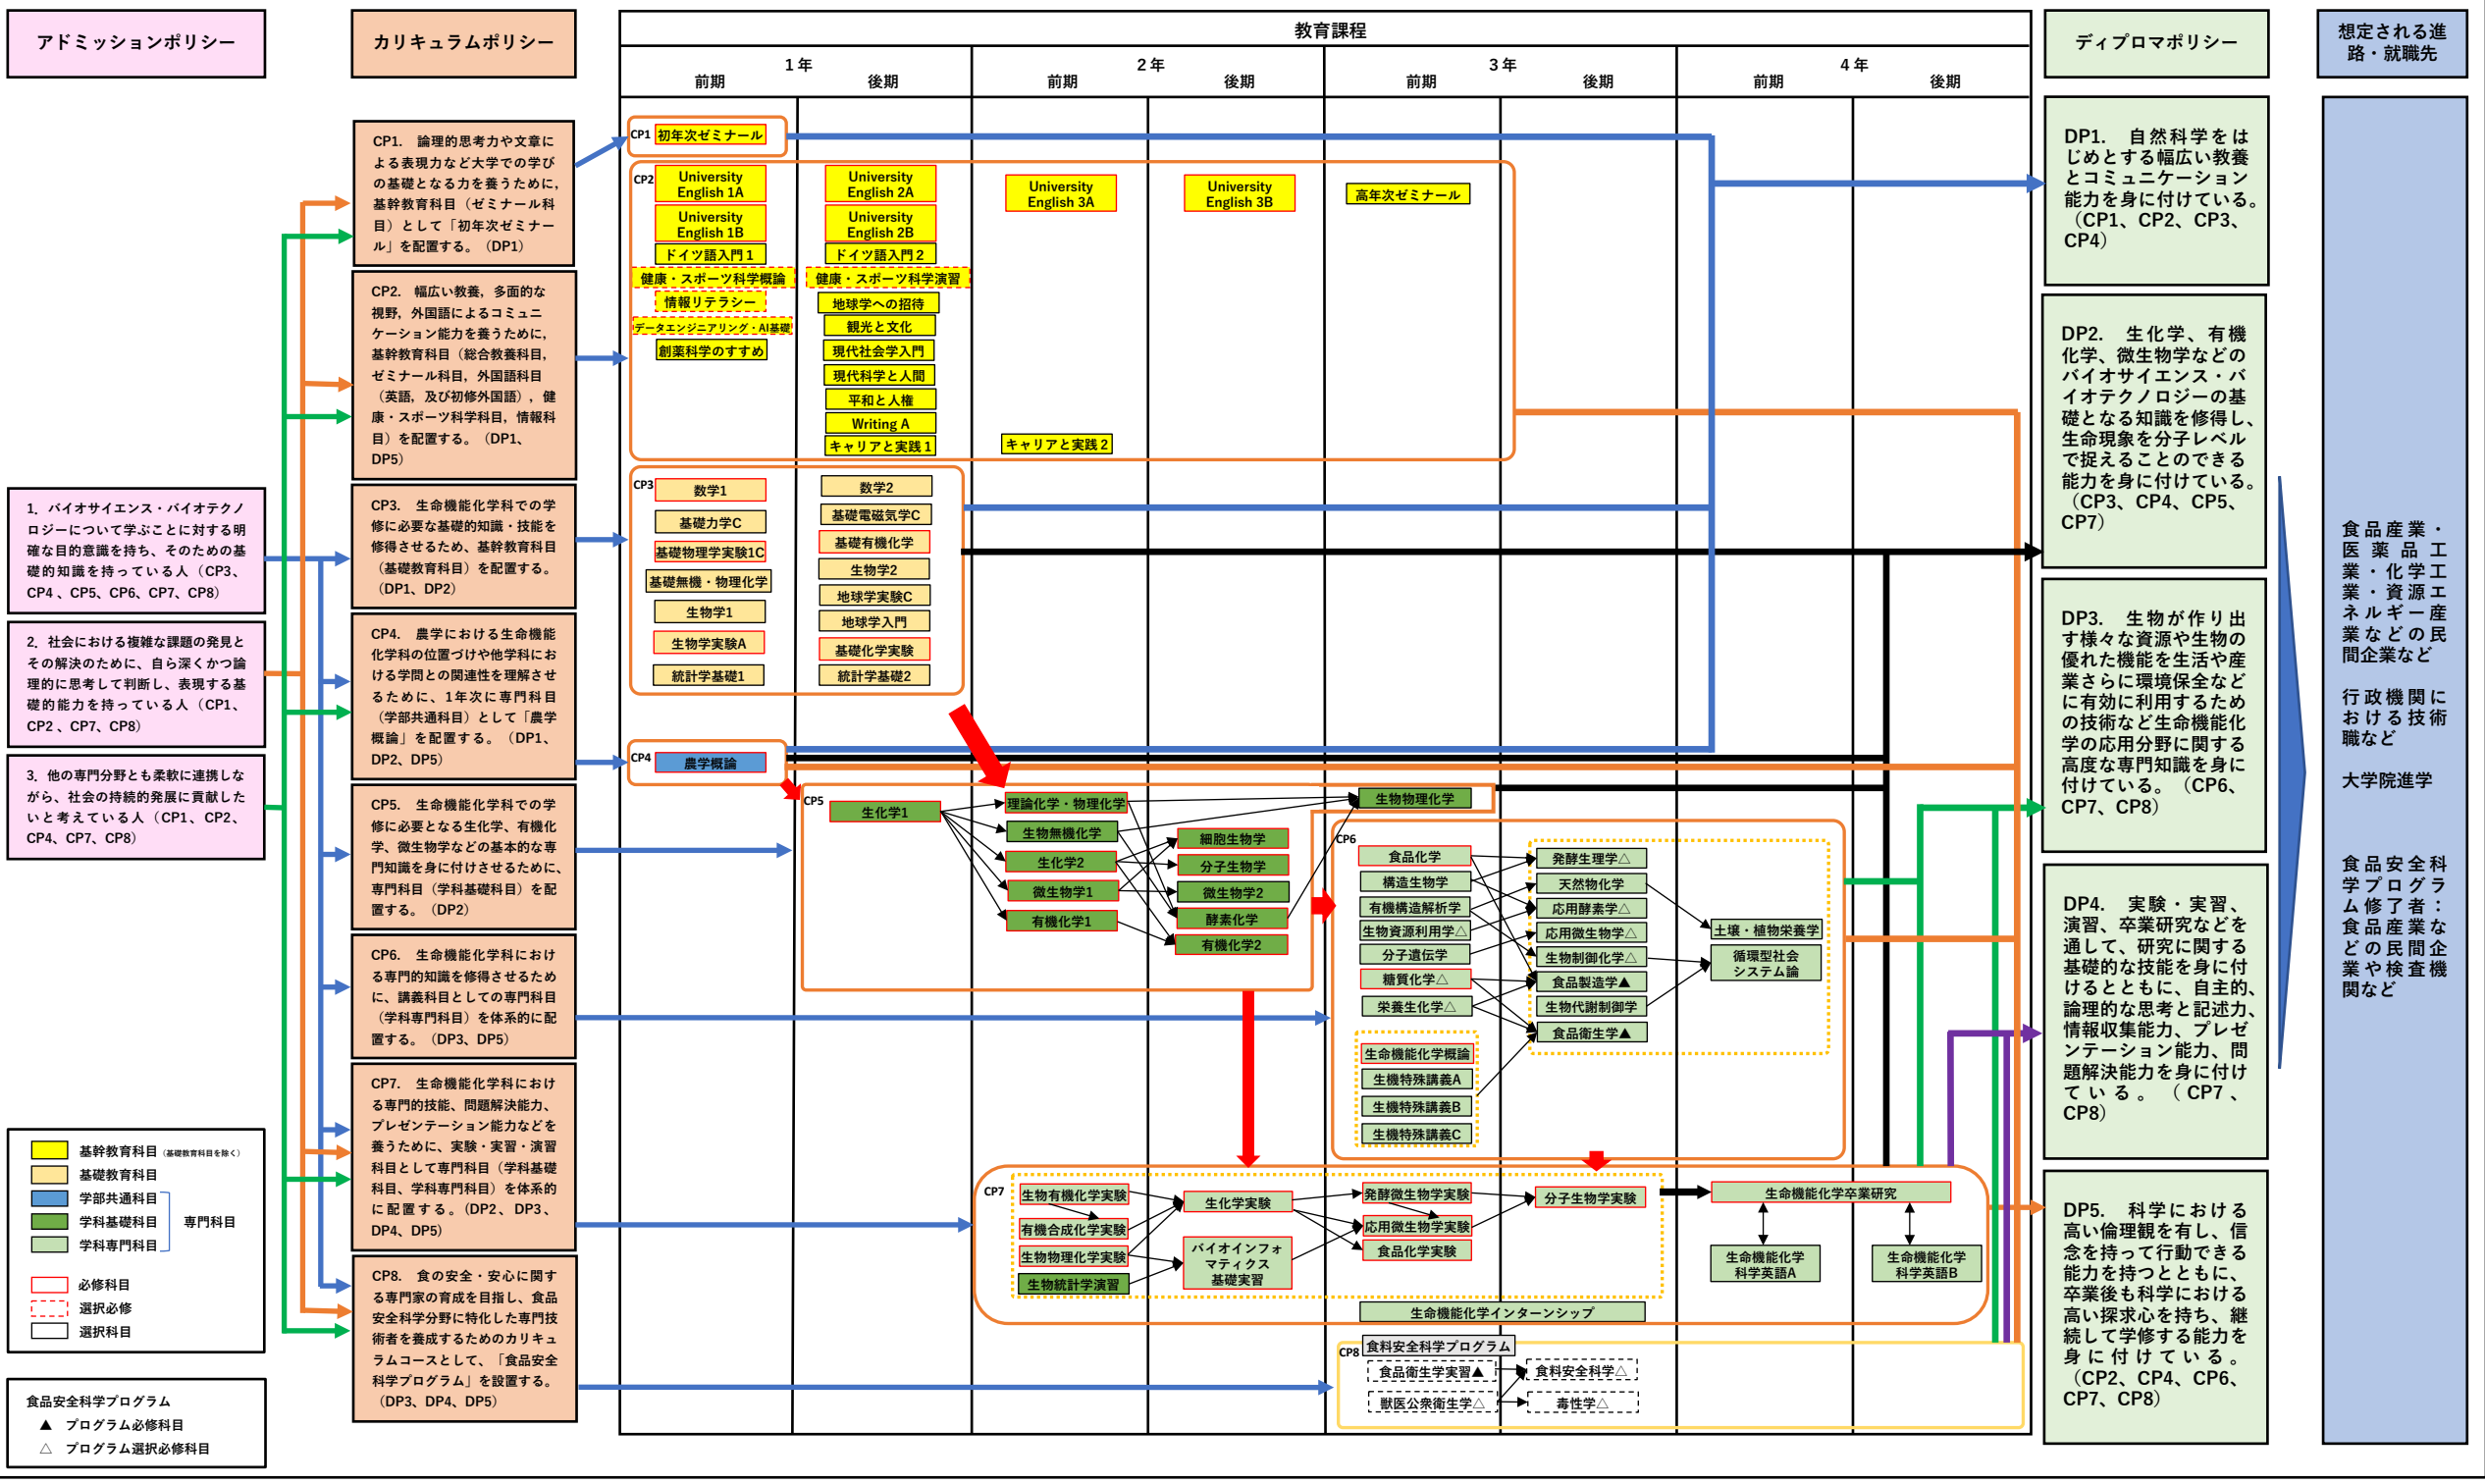 アドミッションポリシー
カリキュラムポリシー
教育課程
1年
2年
3年
4年
前期
後期
前期
後期
前期
後期
前期
後期
ディプロマポリシー
想定される進
路・就職先
1．バイオサイエンス・バイオテクノ
ロジーについて学ぶことに対する明
確な目的意識を持ち、そのための基
礎的知識を持っている人（CP3、
CP4 、CP5、CP6、CP7、CP8）
2．社会における複雑な課題の発見と
その解決のために、自ら深くかつ論
理的に思考して判断し、表現する基
礎的能力を持っている人（CP1、
CP2 、CP7、CP8）
3．他の専門分野とも柔軟に連携しな
がら、社会の持続的発展に貢献した
いと考えている人（CP1、CP2、
CP4、CP7、CP8）
基幹教育科目（基礎教育科目を除く）
基礎教育科目
学部共通科目
学科基礎科目
学科専門科目
専門科目
必修科目
選択必修
選択科目
食品安全科学プログラム
▲ プログラム必修科目
△ プログラム選択必修科目
CP1. 論理的思考力や文章に
よる表現力など大学での学び
の基礎となる力を養うために，
基幹教育科目（ゼミナール科
目）として「初年次ゼミナー
ル」を配置する。（DP1）
CP2. 幅広い教養，多面的な
視野，外国語によるコミュニ
ケーション能力を養うために，
基幹教育科目（総合教養科目，
ゼミナール科目，外国語科目
（英語，及び初修外国語），健
康・スポーツ科学科目，情報科
目）を配置する。（DP1、
DP5）
CP3. 生命機能化学科での学
修に必要な基礎的知識・技能を
修得させるため、基幹教育科目
（基礎教育科目）を配置する。
（DP1、DP2）
CP4. 農学における生命機能
化学科の位置づけや他学科にお
ける学問との関連性を理解させ
るために、1年次に専門科目
（学部共通科目）として「農学
概論」を配置する。（DP1、
DP2、DP5）
CP5. 生命機能化学科での学
修に必要となる生化学、有機化
学、微生物学などの基本的な専
門知識を身に付けさせるために、
専門科目（学科基礎科目）を配
置する。（DP2）
CP6. 生命機能化学科におけ
る専門的知識を修得させるため
に、講義科目としての専門科目
（学科専門科目）を体系的に配
置する。（DP3、DP5）
CP7. 生命機能化学科におけ
る専門的技能、問題解決能力、
プレゼンテーション能力などを
養うために、実験・実習・演習
科目として専門科目（学科基礎
科目、学科専門科目）を体系的
に配置する。（DP2、DP3、
DP4、DP5）
CP8. 食の安全・安心に関す
る専門家の育成を目指し、食品
安全科学分野に特化した専門技
術者を養成するためのカリキュ
ラムコースとして、「食品安全
科学プログラム」を設置する。
（DP3、DP4、DP5）
CP1
初年次ゼミナール
CP2
University
English 1A
University
English 1B
ドイツ語入門1
健康・スポーツ科学概論
情報リテラシー
データエンジニアリング・AI基礎
創薬科学のすすめ
University
English 2A
University
English 2B
ドイツ語入門2
健康・スポーツ科学演習
地球学への招待
観光と文化
現代社会学入門
現代科学と人間
平和と人権
Writing A
キャリアと実践1
University
English 3A
キャリアと実践2
University
English 3B
高年次ゼミナール
CP3
数学1
基礎力学C
基礎物理学実験1C
基礎無機・物理化学
生物学1
生物学実験A
統計学基礎1
数学2
基礎電磁気学C
基礎有機化学
生物学2
地球学実験C
地球学入門
基礎化学実験
統計学基礎2
CP4
農学概論
CP5
生化学1
理論化学・物理化学
生物無機化学
生化学2
微生物学1
有機化学1
細胞生物学
分子生物学
微生物学2
酵素化学
有機化学2
生物物理化学
CP6
食品化学
構造生物学
有機構造解析学
生物資源利用学△
分子遺伝学
糖質化学△
栄養生化学△
生命機能化学概論
生機特殊講義A
生機特殊講義B
生機特殊講義C
発酵生理学△
天然物化学
応用酵素学△
応用微生物学△
生物制御化学△
食品製造学▲
生物代謝制御学
食品衛生学▲
土壌・植物栄養学
循環型社会
システム論
CP7
生物有機化学実験
有機合成化学実験
生物物理化学実験
生物統計学演習
生化学実験
バイオインフォ
マティクス
基礎実習
発酵微生物学実験
応用微生物学実験
食品化学実験
分子生物学実験
生命機能化学卒業研究
生命機能化学
科学英語A
生命機能化学
科学英語B
生命機能化学インターンシップ
CP8
食料安全科学プログラム
食品衛生学実習▲
獣医公衆衛生学△
食料安全科学△
毒性学△
DP1. 自然科学をは
じめとする幅広い教養
とコミュニケーション
能力を身に付けている。
（CP1、CP2、CP3、
CP4）
DP2. 生化学、有機
化学、微生物学などの
バイオサイエンス・バ
イオテクノロジーの基
礎となる知識を修得し、
生命現象を分子レベル
で捉えることのできる
能力を身に付けている。
（CP3、CP4、CP5、
CP7）
DP3. 生物が作り出
す様々な資源や生物の
優れた機能を生活や産
業さらに環境保全など
に有効に利用するため
の技術など生命機能化
学の応用分野に関する
高度な専門知識を身に
付けている。（CP6、
CP7、CP8）
DP4. 実験・実習、
演習、卒業研究などを
通して、研究に関する
基礎的な技能を身に付
けるとともに、自主的、
論理的な思考と記述力、
情報収集能力、プレゼ
ンテーション能力、問
題解決能力を身に付け
ている。（CP7、
CP8）
DP5. 科学における
高い倫理観を有し、信
念を持って行動できる
能力を持つとともに、
卒業後も科学における
高い探求心を持ち、継
続して学修する能力を
身に付けている。
（CP2、CP4、CP6、
CP7、CP8）
食品産業・
医薬品工
業・化学工
業・資源エ
ネルギー産
業などの民
間企業など
行政機関に
おける技術
職など
大学院進学
食品安全科
学プログラ
ム修了者：
食品産業な
どの民間企
業や検査機
関など